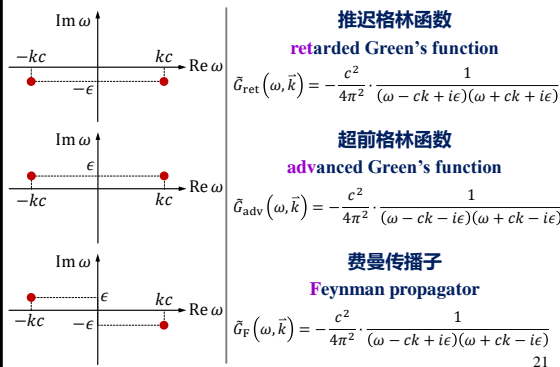 Im ω
−kc
kc
Re ω
−ϵ
推迟格林函数
retarded Green's function
G̃_ret(ω, k⃗) = − c²/4π² · 1/((ω − ck + iϵ)(ω + ck + iϵ))
Im ω
ϵ
Re ω
−kc
kc
超前格林函数
advanced Green's function
G̃_adv(ω, k⃗) = − c²/4π² · 1/((ω − ck − iϵ)(ω + ck − iϵ)
Im ω
ϵ
kc
Re ω
−kc
−ϵ
费曼传播子
Feynman propagator
G̃_F(ω, k⃗) = − c²/4π² · 1/((ω − ck + iϵ)(ω + ck − iϵ))
21